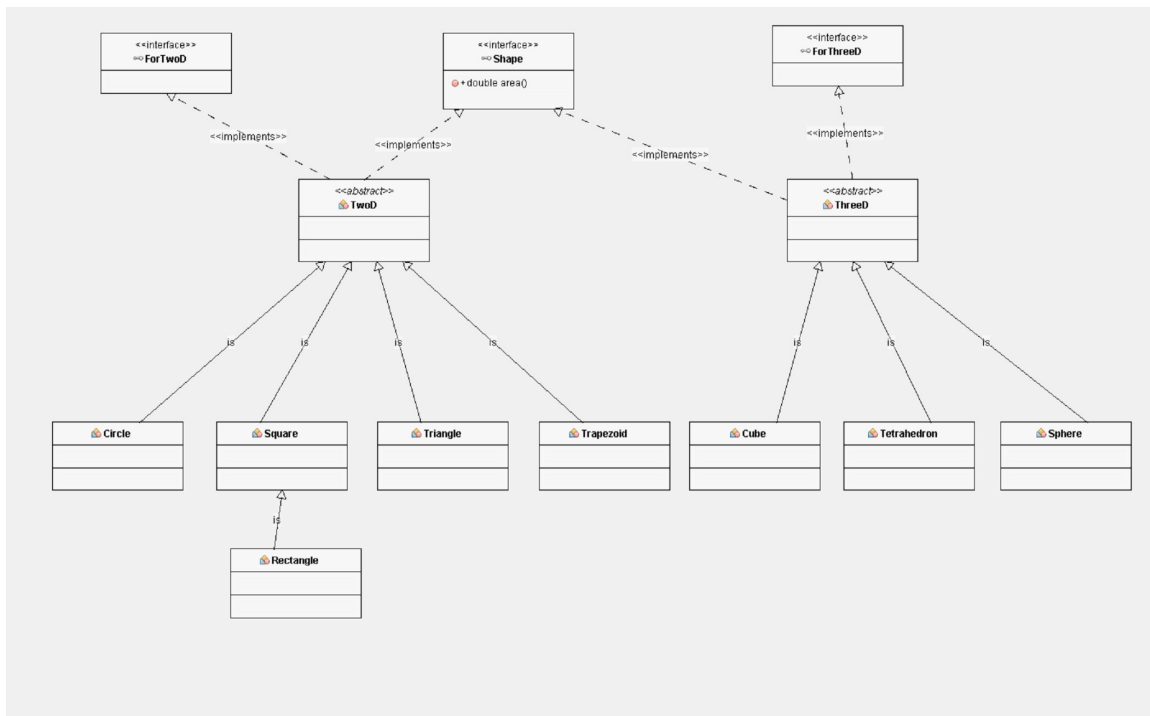 <<interface>>
ForTwoD
<<interface>>
Shape
+double area()
<<interface>>
ForThreeD
<<implements>>
<<implements>>
<<implements>>
<<implements>>
<<abstract>>
TwoD
<<abstract>>
ThreeD
is
is
is
is
is
is
is
Circle
Square
Triangle
Trapezoid
Cube
Tetrahedron
Sphere
is
Rectangle